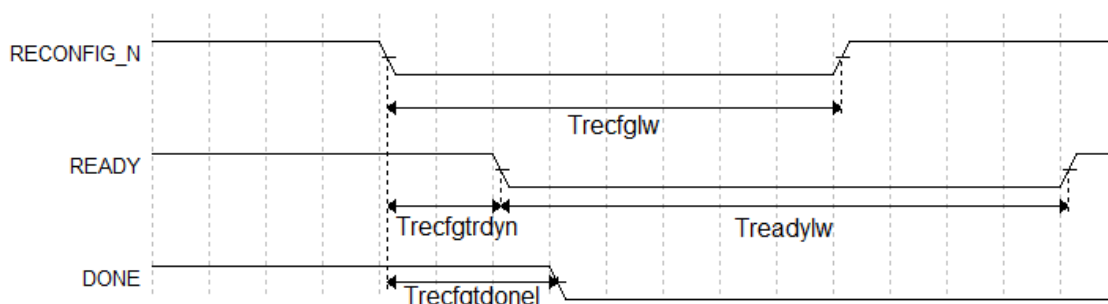 RECONFIG_N
Trecfglw
READY
Trecfgtrdyn
Treadylw
DONE
Trecfgtdonel